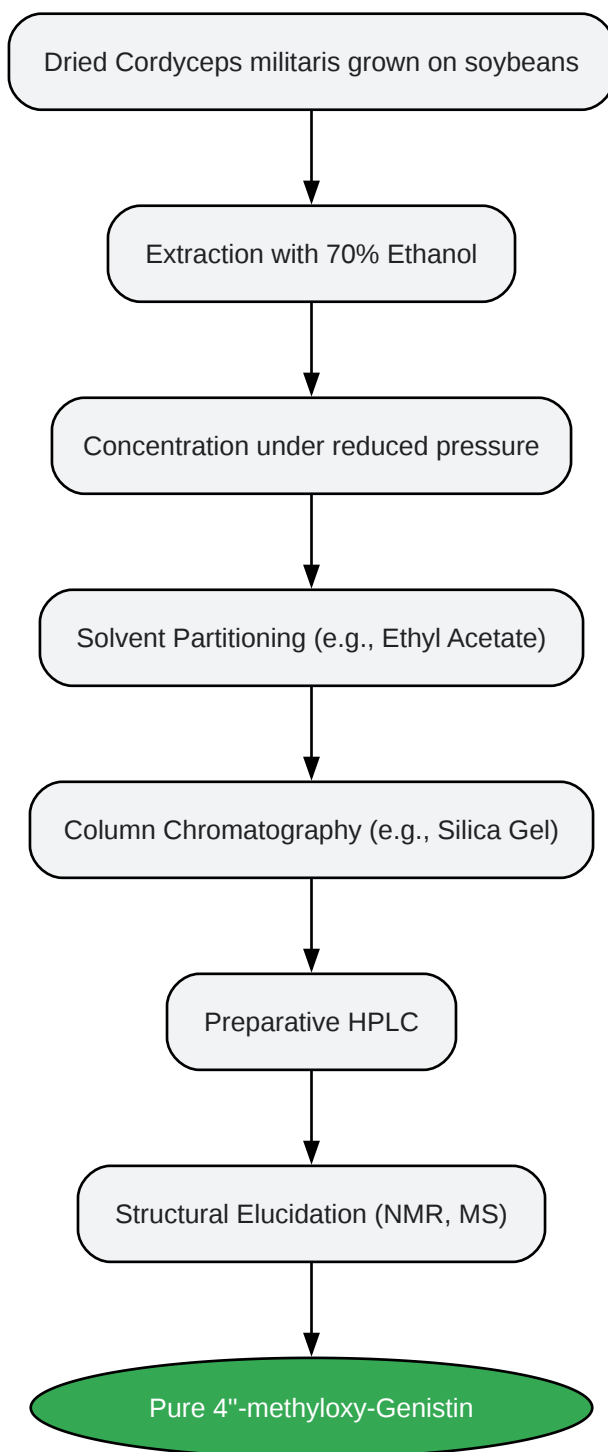 Dried Cordyceps militaris grown on soybeans
Extraction with 70% Ethanol
Concentration under reduced pressure
Solvent Partitioning (e.g., Ethyl Acetate)
Column Chromatography (e.g., Silica Gel)
Preparative HPLC
Structural Elucidation (NMR, MS)
Pure 4''-methyloxy-Genistin